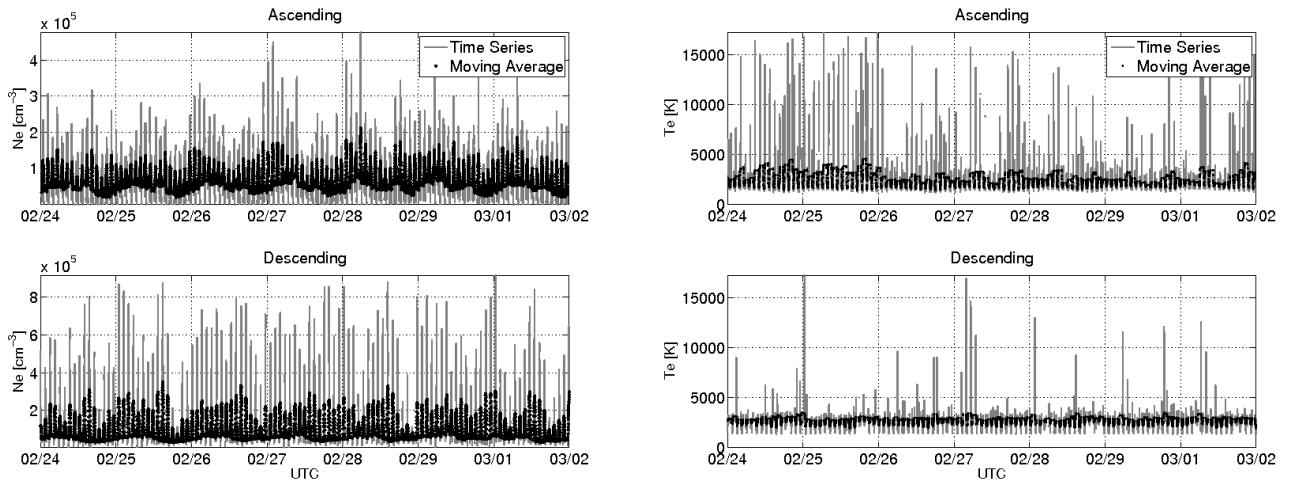 Ascending
x 10^5
Ne [cm^-3]
4
3
2
1
Time Series
Moving Average
02/24 02/25 02/26 02/27 02/28 02/29 03/01 03/02
Ascending
Te [K]
15000
10000
5000
0
Time Series
Moving Average
02/24 02/25 02/26 02/27 02/28 02/29 03/01 03/02
Descending
x 10^5
Ne [cm^-3]
8
6
4
2
02/24 02/25 02/26 02/27 02/28 02/29 03/01 03/02
UTC
Descending
Te [K]
15000
10000
5000
0
02/24 02/25 02/26 02/27 02/28 02/29 03/01 03/02
UTC